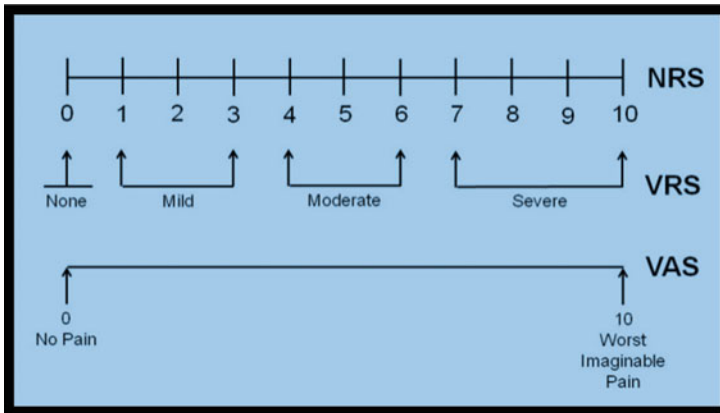 NRS
0 1 2 3 4 5 6 7 8 9 10
VRS
None Mild Moderate Severe
VAS
0
No Pain
10
Worst
Imaginable
Pain